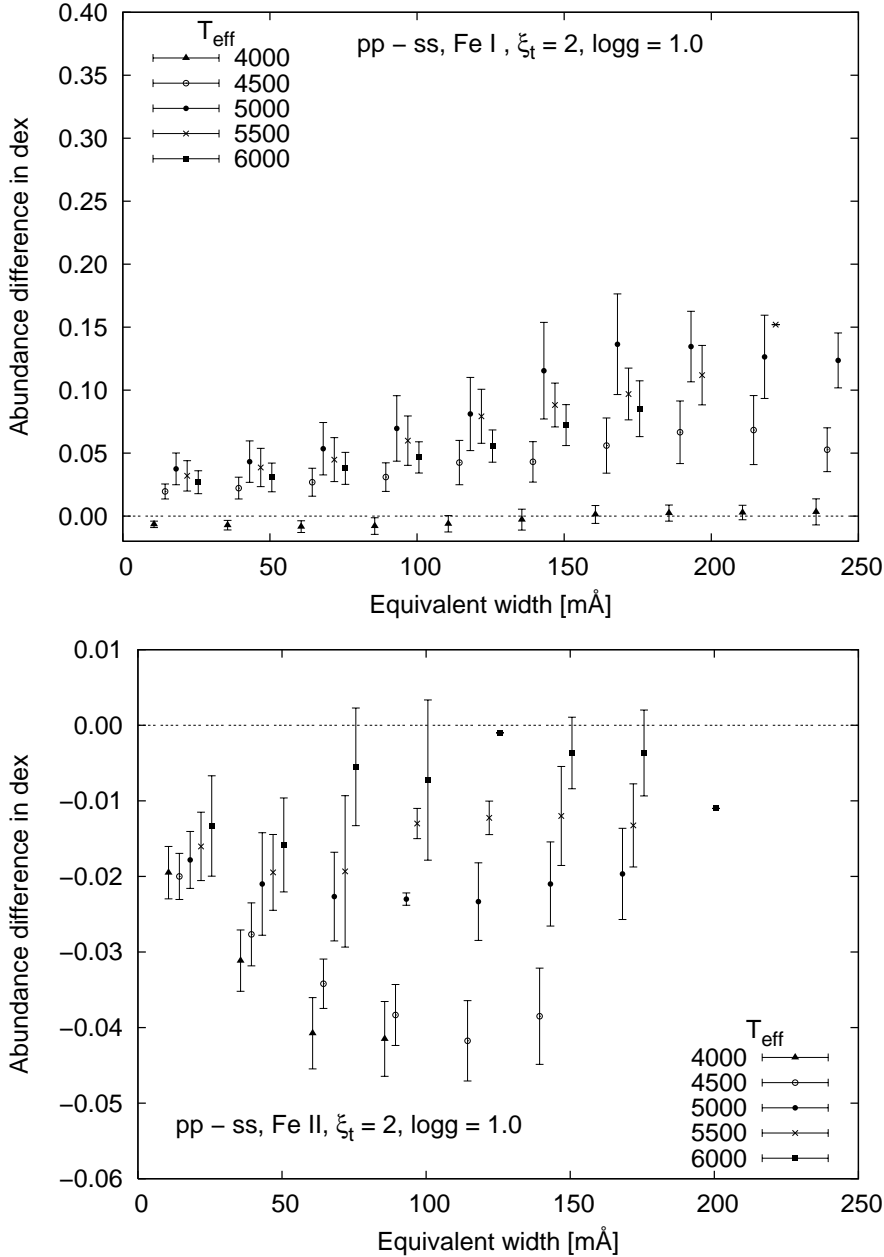 0.40
0.35
0.30
0.25
0.20
0.15
0.10
0.05
0.00
Abundance difference in dex
T_eff
4000
4500
5000
5500
6000
pp − ss, Fe I , ξ_t = 2, logg = 1.0
0 50 100 150 200 250
Equivalent width [mÅ]
0.01
0.00
−0.01
−0.02
−0.03
−0.04
−0.05
−0.06
Abundance difference in dex
T_eff
4000
4500
5000
5500
6000
pp − ss, Fe II, ξ_t = 2, logg = 1.0
0 50 100 150 200 250
Equivalent width [mÅ]